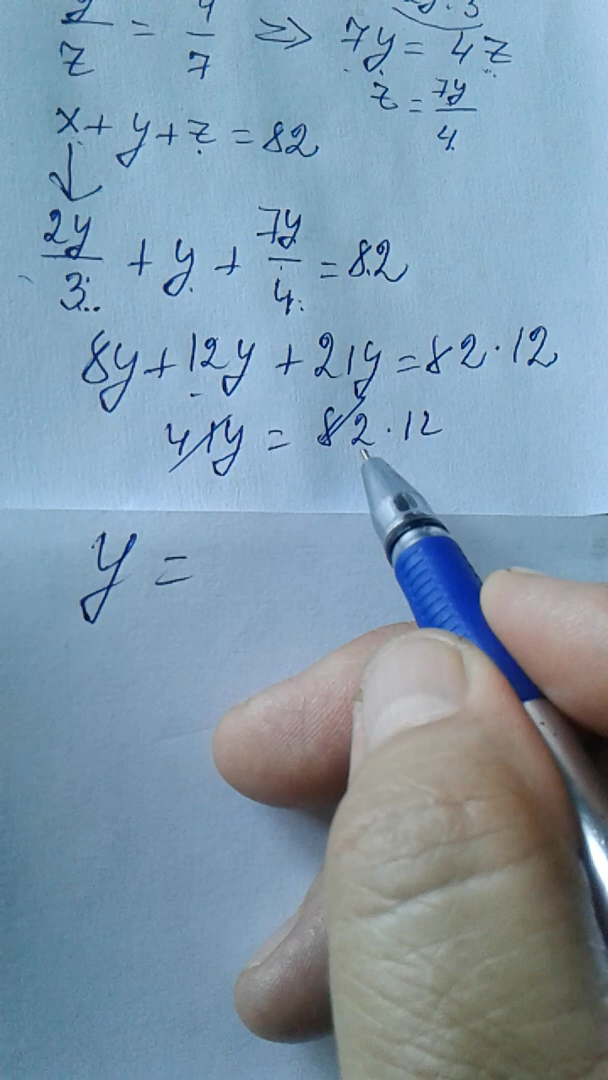 y/z = 4/7 => 7y = 4z
z = 7y/4
x + y + z = 82
↓
2y/3 + y + 7y/4 = 82
8y + 12y + 21y = 82 · 12
41y = 82 · 12
y =